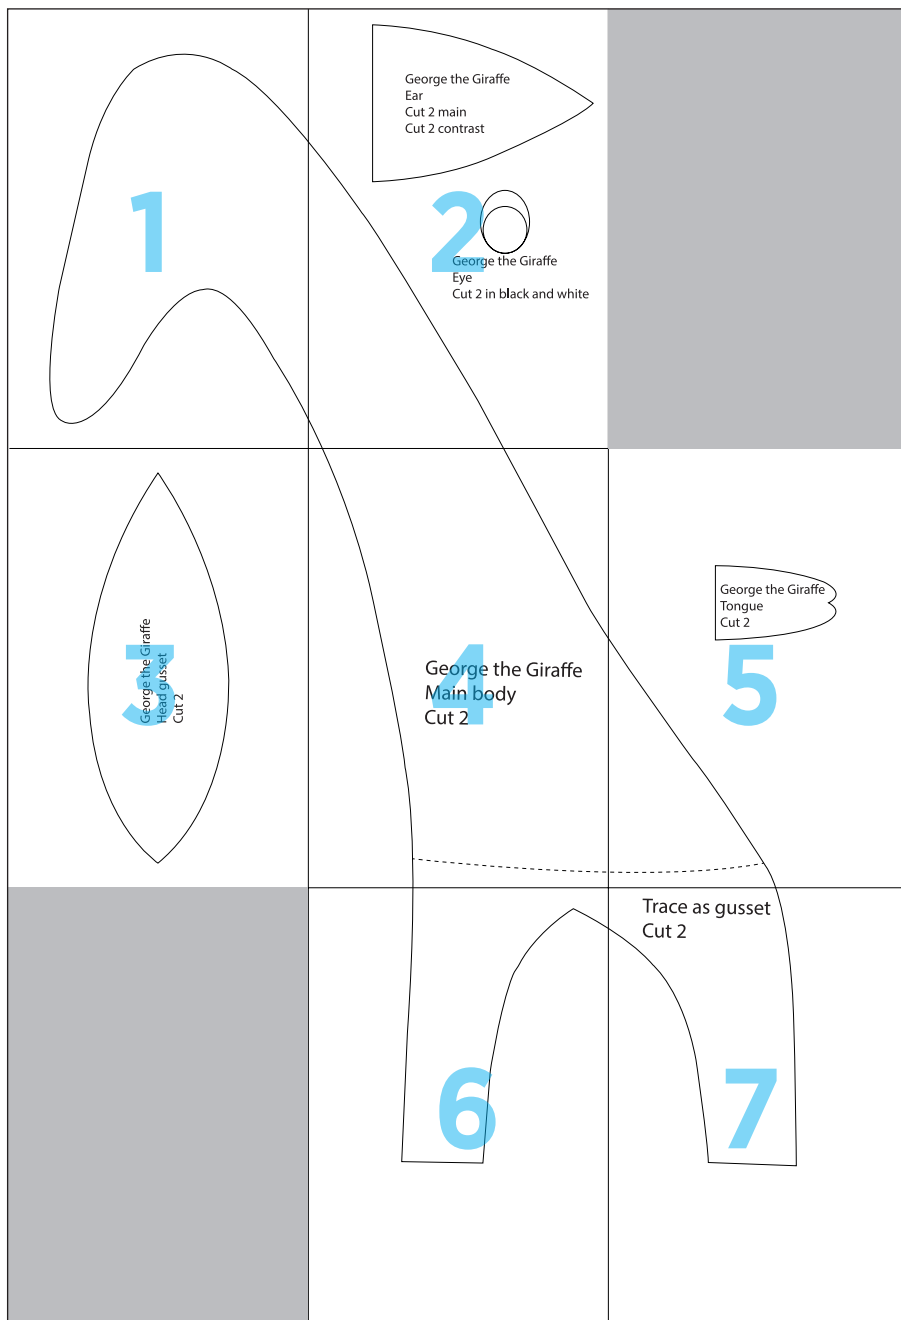 George the Giraffe
Ear
Cut 2 main
Cut 2 contrast
1
2
George the Giraffe
Eye
Cut 2 in black and white
George the Giraffe
Head gusset
Cut 2
3
George the Giraffe
Main body
Cut 2
4
George the Giraffe
Tongue
Cut 2
5
Trace as gusset
Cut 2
6
7